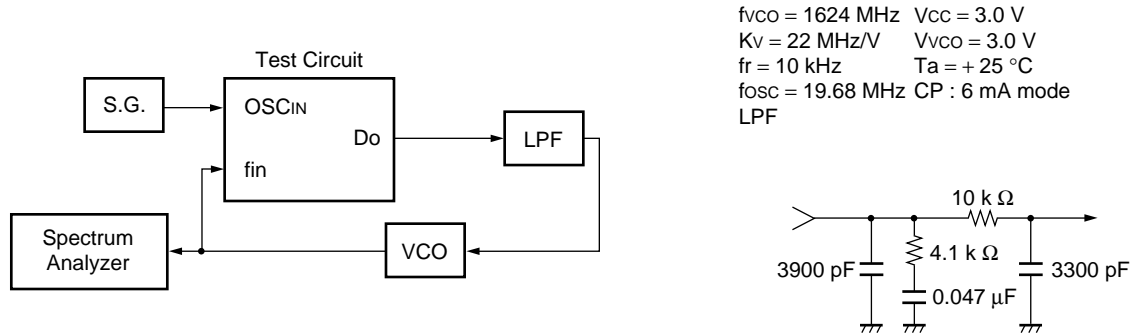 Test Circuit
S.G.
OSCIN
Do
fin
LPF
VCO
Spectrum
Analyzer
fVCO = 1624 MHz VCC = 3.0 V
KV = 22 MHz/V VVCO = 3.0 V
fr = 10 kHz Ta = + 25 °C
fOSC = 19.68 MHz CP : 6 mA mode
LPF
10 k Ω
4.1 k Ω
3900 pF
3300 pF
0.047 µF